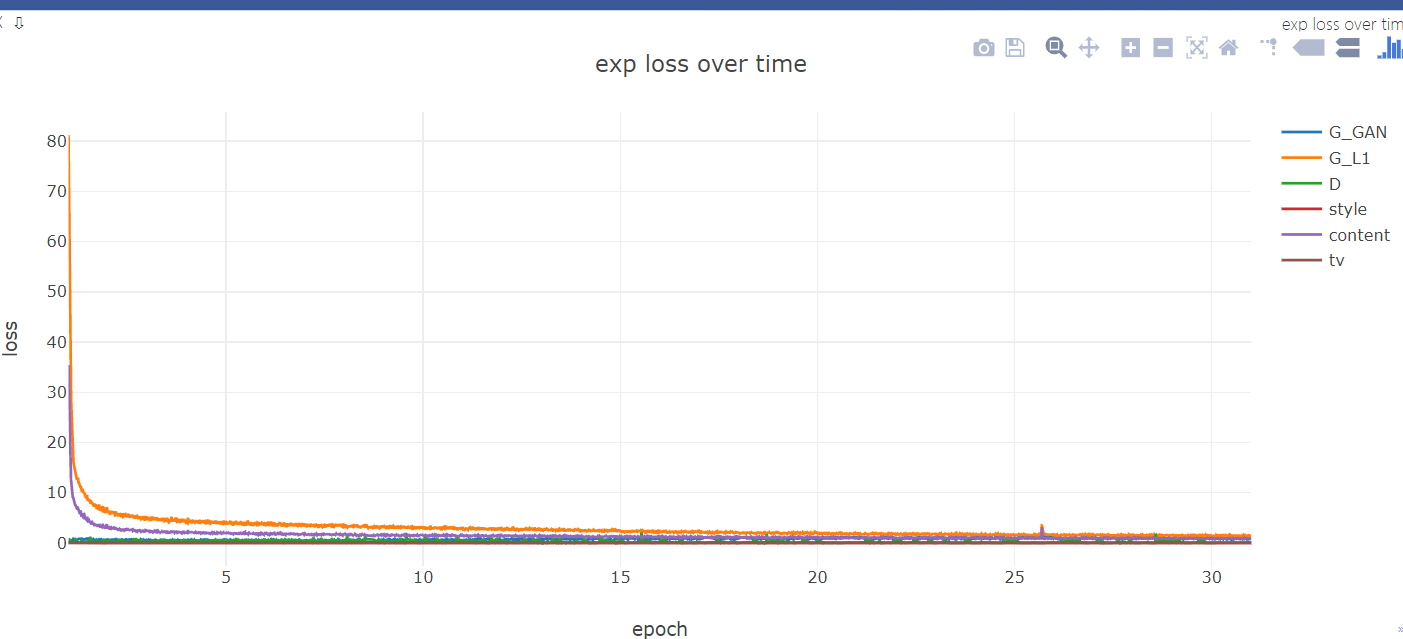 exp loss over tim
exp loss over time
80
70
60
50
40
30
20
10
0
loss
5
10
15
20
25
30
epoch
G_GAN
G_L1
D
style
content
tv